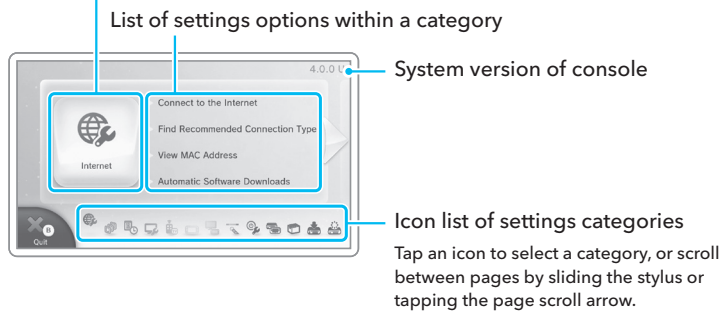 List of settings options within a category
4.0.0 U
System version of console
Connect to the Internet
Find Recommended Connection Type
View MAC Address
Internet
Automatic Software Downloads
B
Quit
Icon list of settings categories
Tap an icon to select a category, or scroll
between pages by sliding the stylus or
tapping the page scroll arrow.